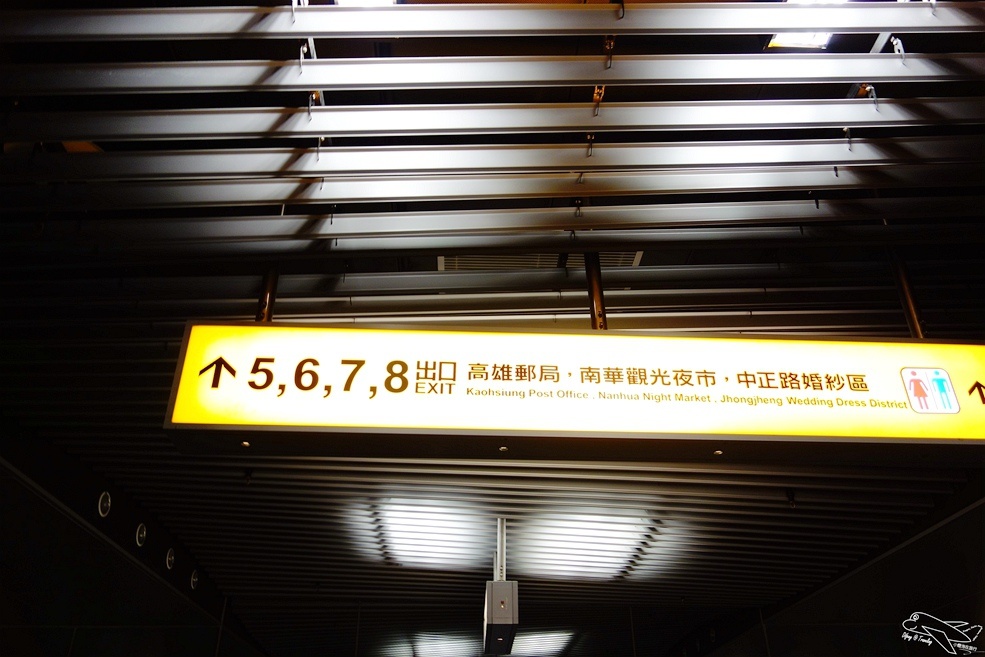 5,6,7,8 出口 高雄郵局，南華觀光夜市，中正路婚紗區
EXIT Kaohsiung Post Office , Nanhua Night Market , Jhongjheng Wedding Dress District